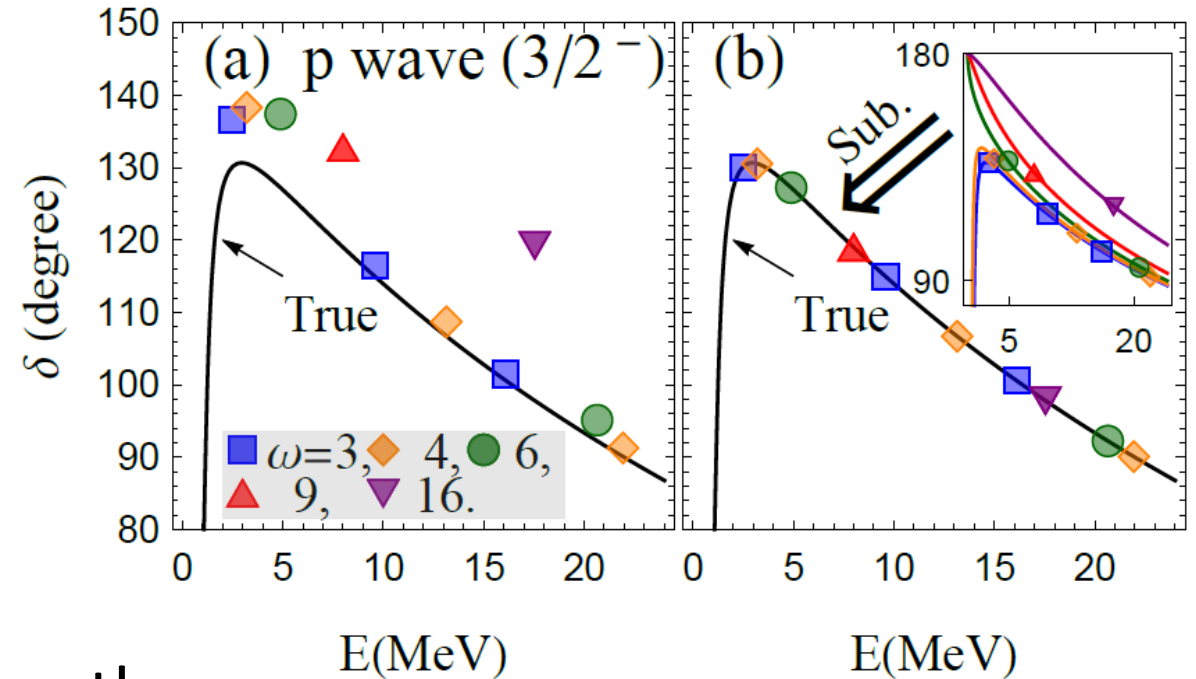 150
140
130
120
110
100
90
80
δ (degree)
(a) p wave (3/2⁻)
True
ω=3, 4, 6,
9, 16.
0 5 10 15 20
E(MeV)
(b)
Sub.
True
180
90
5 20
0 5 10 15 20
E(MeV)